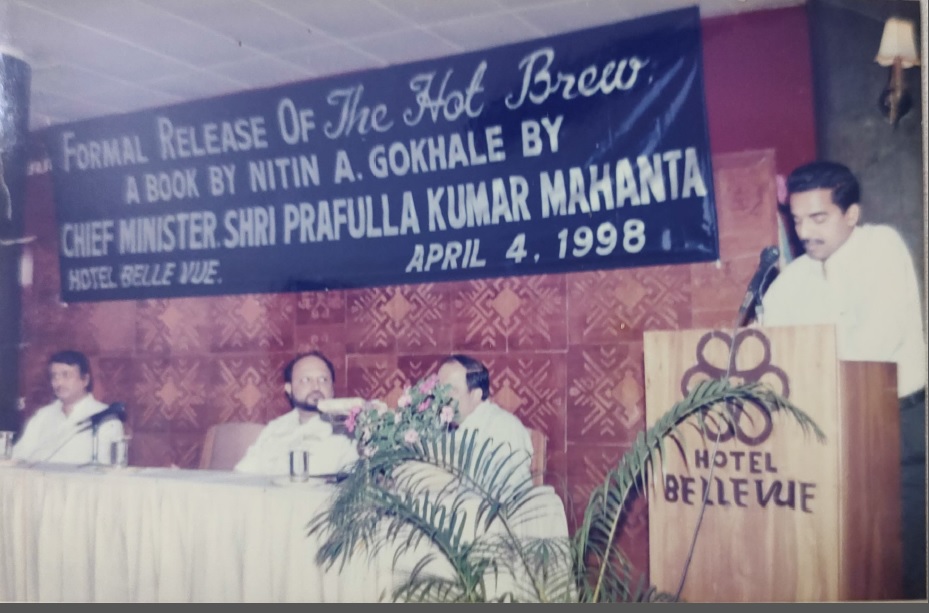 FORMAL RELEASE OF The Hot Brew.
A BOOK BY NITIN A. GOKHALE BY
CHIEF MINISTER. SHRI PRAFULLA KUMAR MAHANTA
HOTEL BELLE VUE. APRIL 4, 1998
HOTEL
BELLEVUE